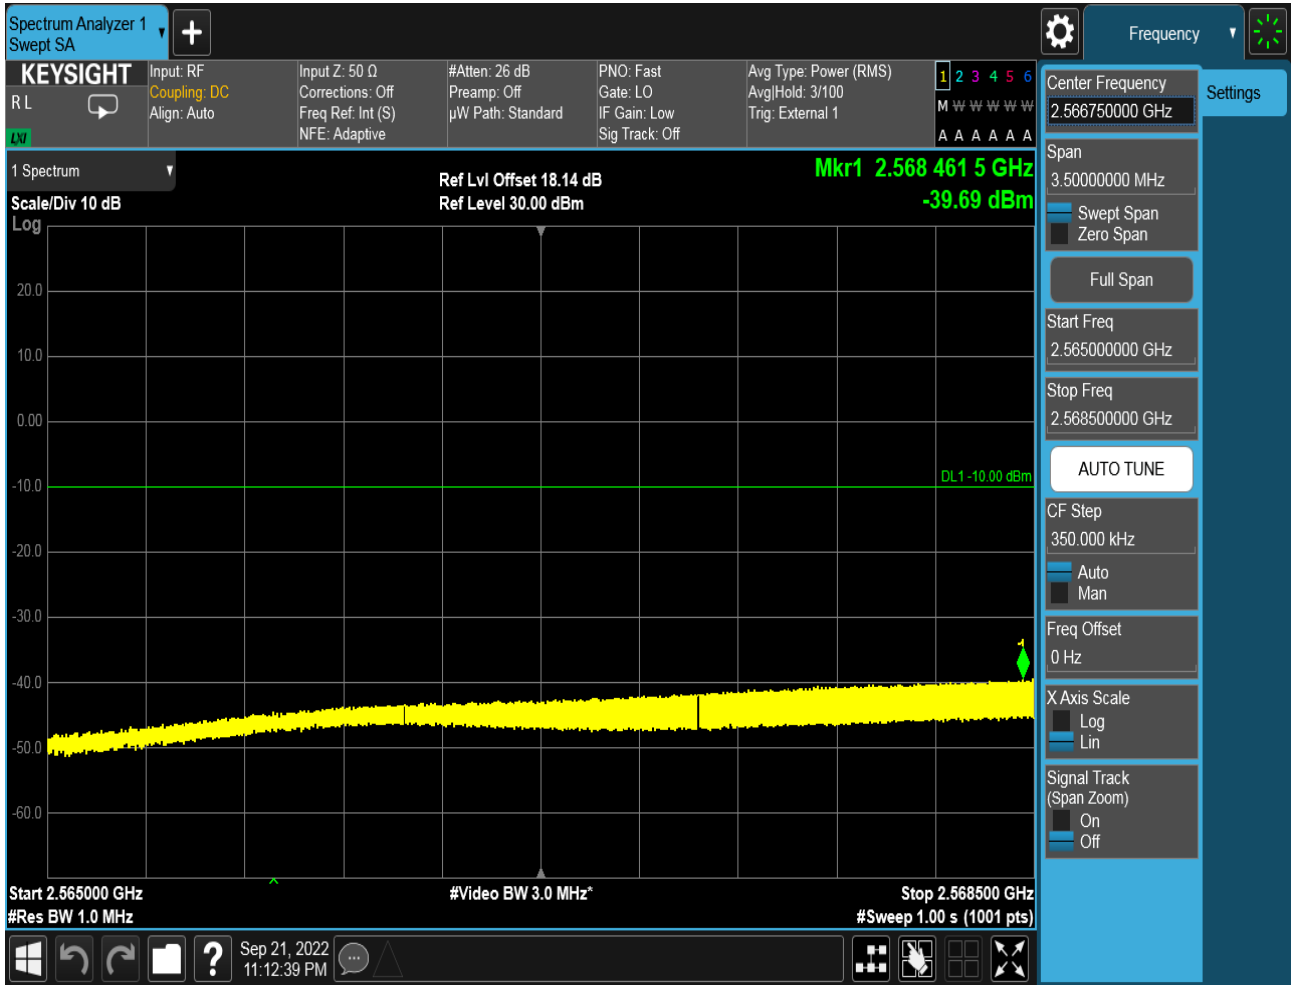 Spectrum Analyzer 1
Swept SA
Frequency
KEYSIGHT
R L
LXI
Input: RF
Coupling: DC
Align: Auto
Input Z: 50 Ω
Corrections: Off
Freq Ref: Int (S)
NFE: Adaptive
#Atten: 26 dB
Preamp: Off
µW Path: Standard
PNO: Fast
Gate: LO
IF Gain: Low
Sig Track: Off
Avg Type: Power (RMS)
Avg|Hold: 3/100
Trig: External 1
1 2 3 4 5 6
M W W W W W
A A A A A A
1 Spectrum
Scale/Div 10 dB
Log
Ref Lvl Offset 18.14 dB
Ref Level 30.00 dBm
Mkr1 2.568 461 5 GHz
-39.69 dBm
20.0
10.0
0.00
DL1 -10.00 dBm
-10.0
-20.0
-30.0
1
-40.0
-50.0
-60.0
Start 2.565000 GHz
#Res BW 1.0 MHz
#Video BW 3.0 MHz*
Stop 2.568500 GHz
#Sweep 1.00 s (1001 pts)
Center Frequency
2.566750000 GHz
Settings
Span
3.50000000 MHz
Swept Span
Zero Span
Full Span
Start Freq
2.565000000 GHz
Stop Freq
2.568500000 GHz
AUTO TUNE
CF Step
350.000 kHz
Auto
Man
Freq Offset
0 Hz
X Axis Scale
Log
Lin
Signal Track
(Span Zoom)
On
Off
?
Sep 21, 2022
11:12:39 PM